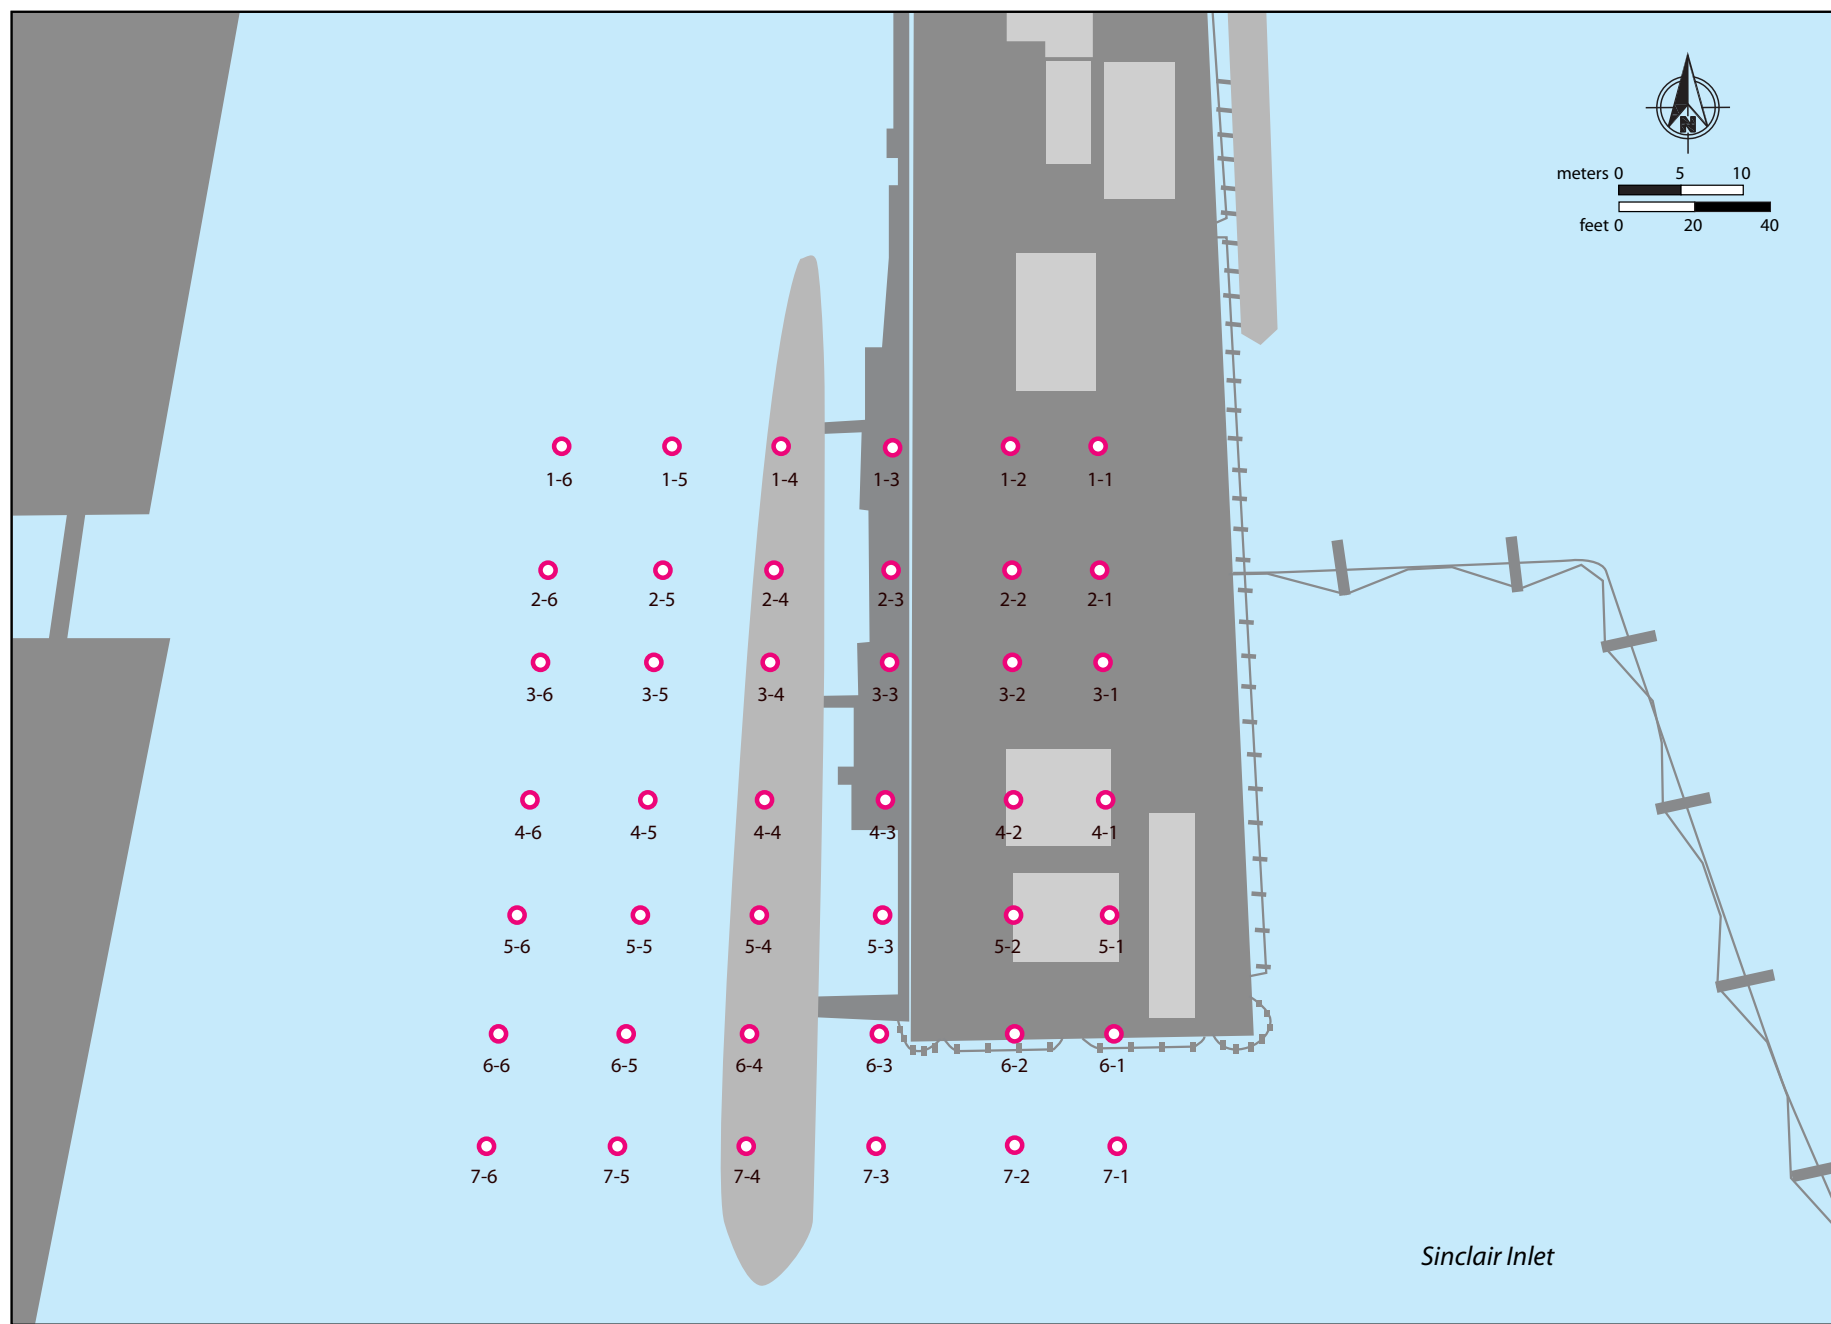 N
meters 0 5 10
feet 0 20 40
1-6 1-5 1-4 1-3 1-2 1-1
2-6 2-5 2-4 2-3 2-2 2-1
3-6 3-5 3-4 3-3 3-2 3-1
4-6 4-5 4-4 4-3 4-2 4-1
5-6 5-5 5-4 5-3 5-2 5-1
6-6 6-5 6-4 6-3 6-2 6-1
7-6 7-5 7-4 7-3 7-2 7-1
Sinclair Inlet